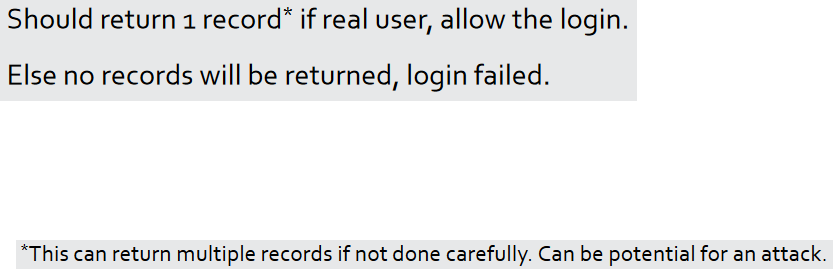 Should return 1 record* if real user, allow the login.
Else no records will be returned, login failed.
*This can return multiple records if not done carefully. Can be potential for an attack.